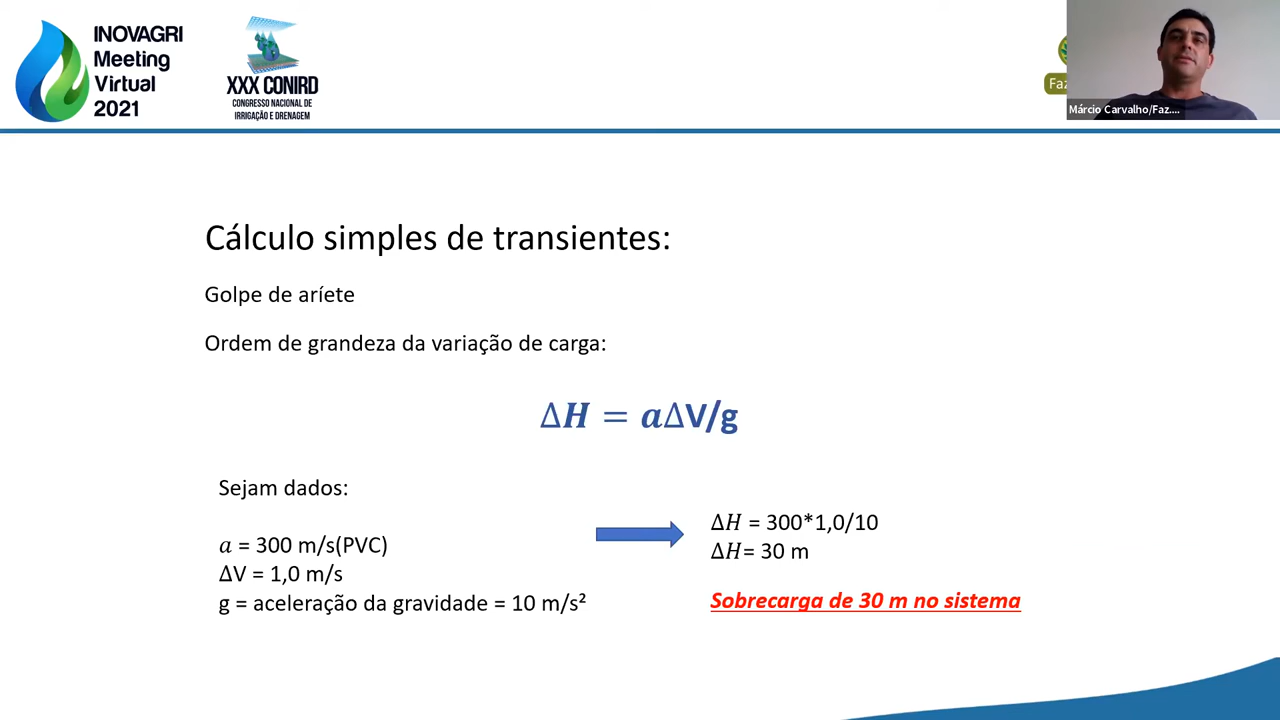 INOVAGRI
Meeting
Virtual
2021
XXX CONIRD
CONGRESSO NACIONAL DE
IRRIGAÇÃO E DRENAGEM
Faz
Márcio Carvalho/Faz....
Cálculo simples de transientes:
Golpe de aríete
Ordem de grandeza da variação de carga:
Δ𝑯 = 𝒂ΔV/g
Sejam dados:
𝑎 = 300 m/s(PVC)
ΔV = 1,0 m/s
g = aceleração da gravidade = 10 m/s²
Δ𝐻 = 300*1,0/10
Δ𝐻= 30 m
Sobrecarga de 30 m no sistema